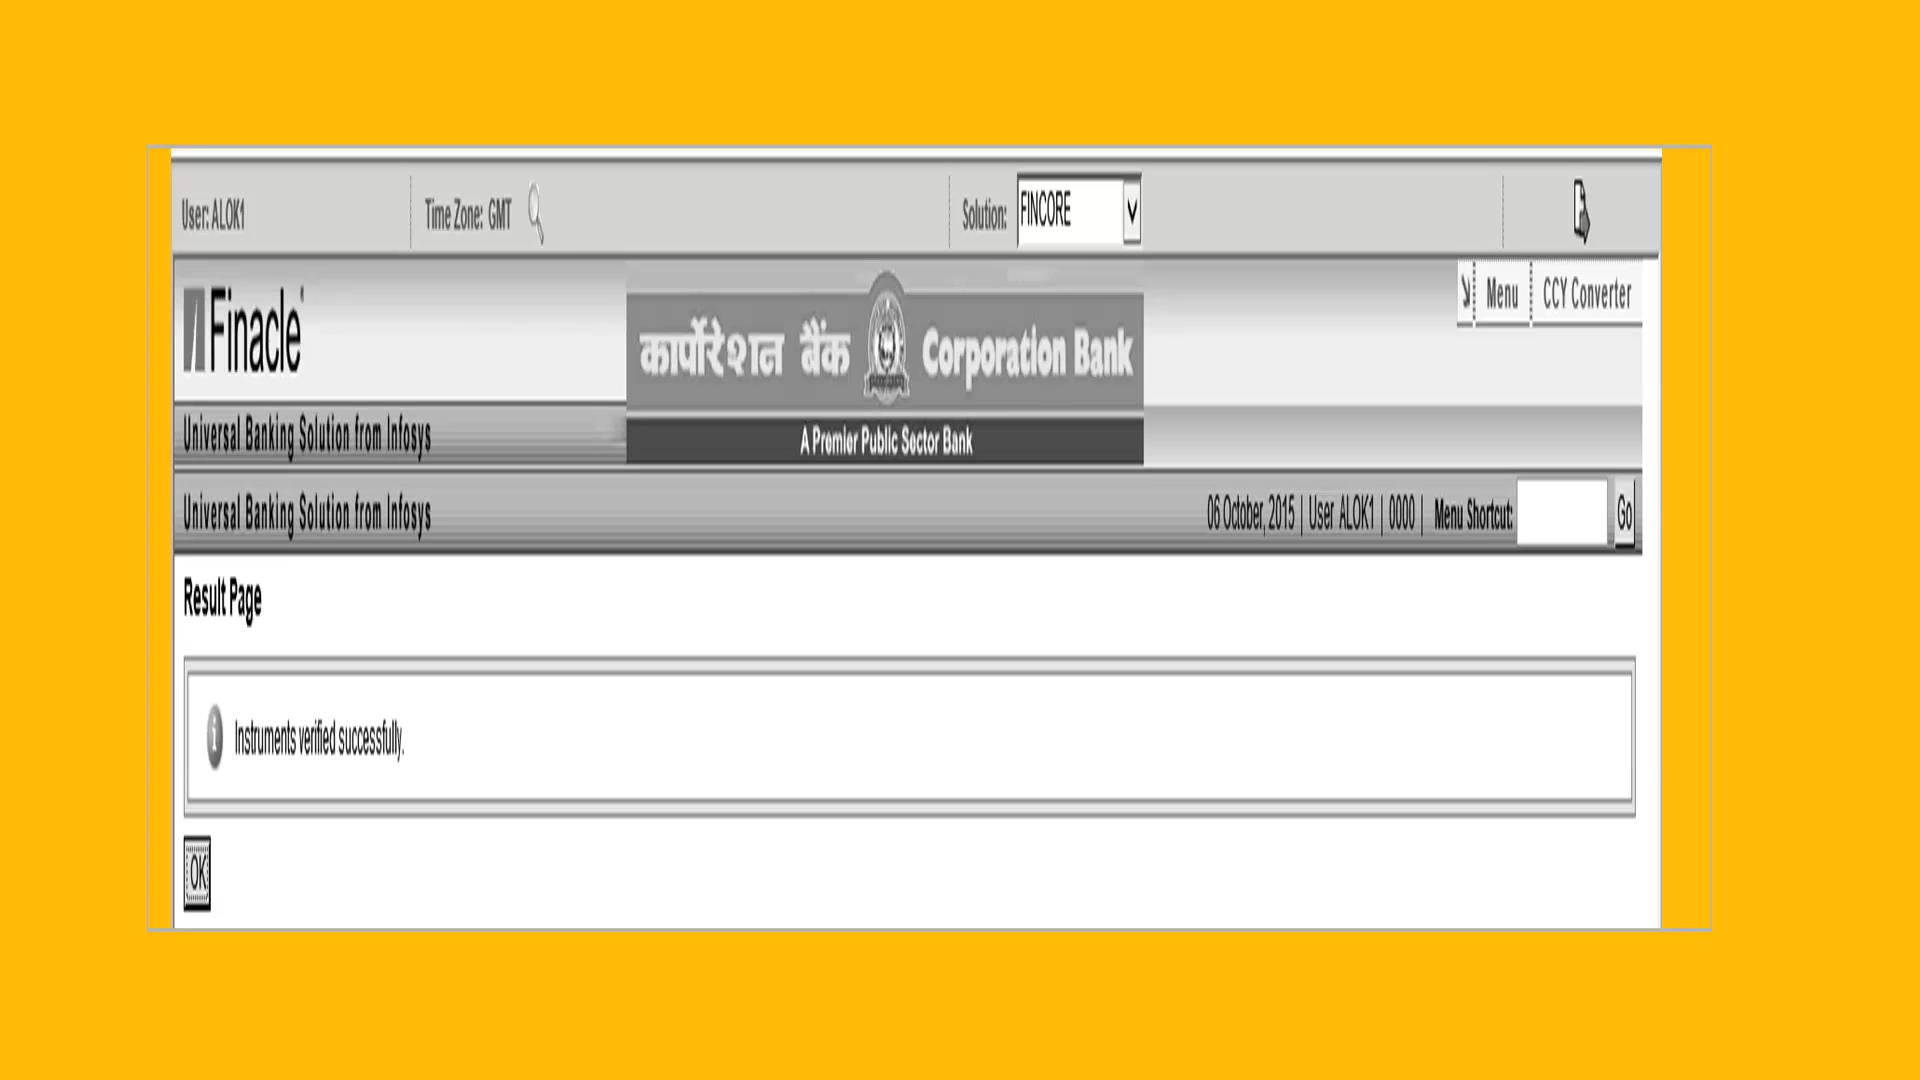 User: ALOK1 Time Zone: GMT Solution: FINCORE
Menu CCY Converter
Finacle
कार्पोरेशन बैंक Corporation Bank
Universal Banking Solution from Infosys
A Premier Public Sector Bank
Universal Banking Solution from Infosys 06 October, 2015 | User ALOK1 | 0000 | Menu Shortcut: Go
Result Page
Instruments verified successfully.
OK